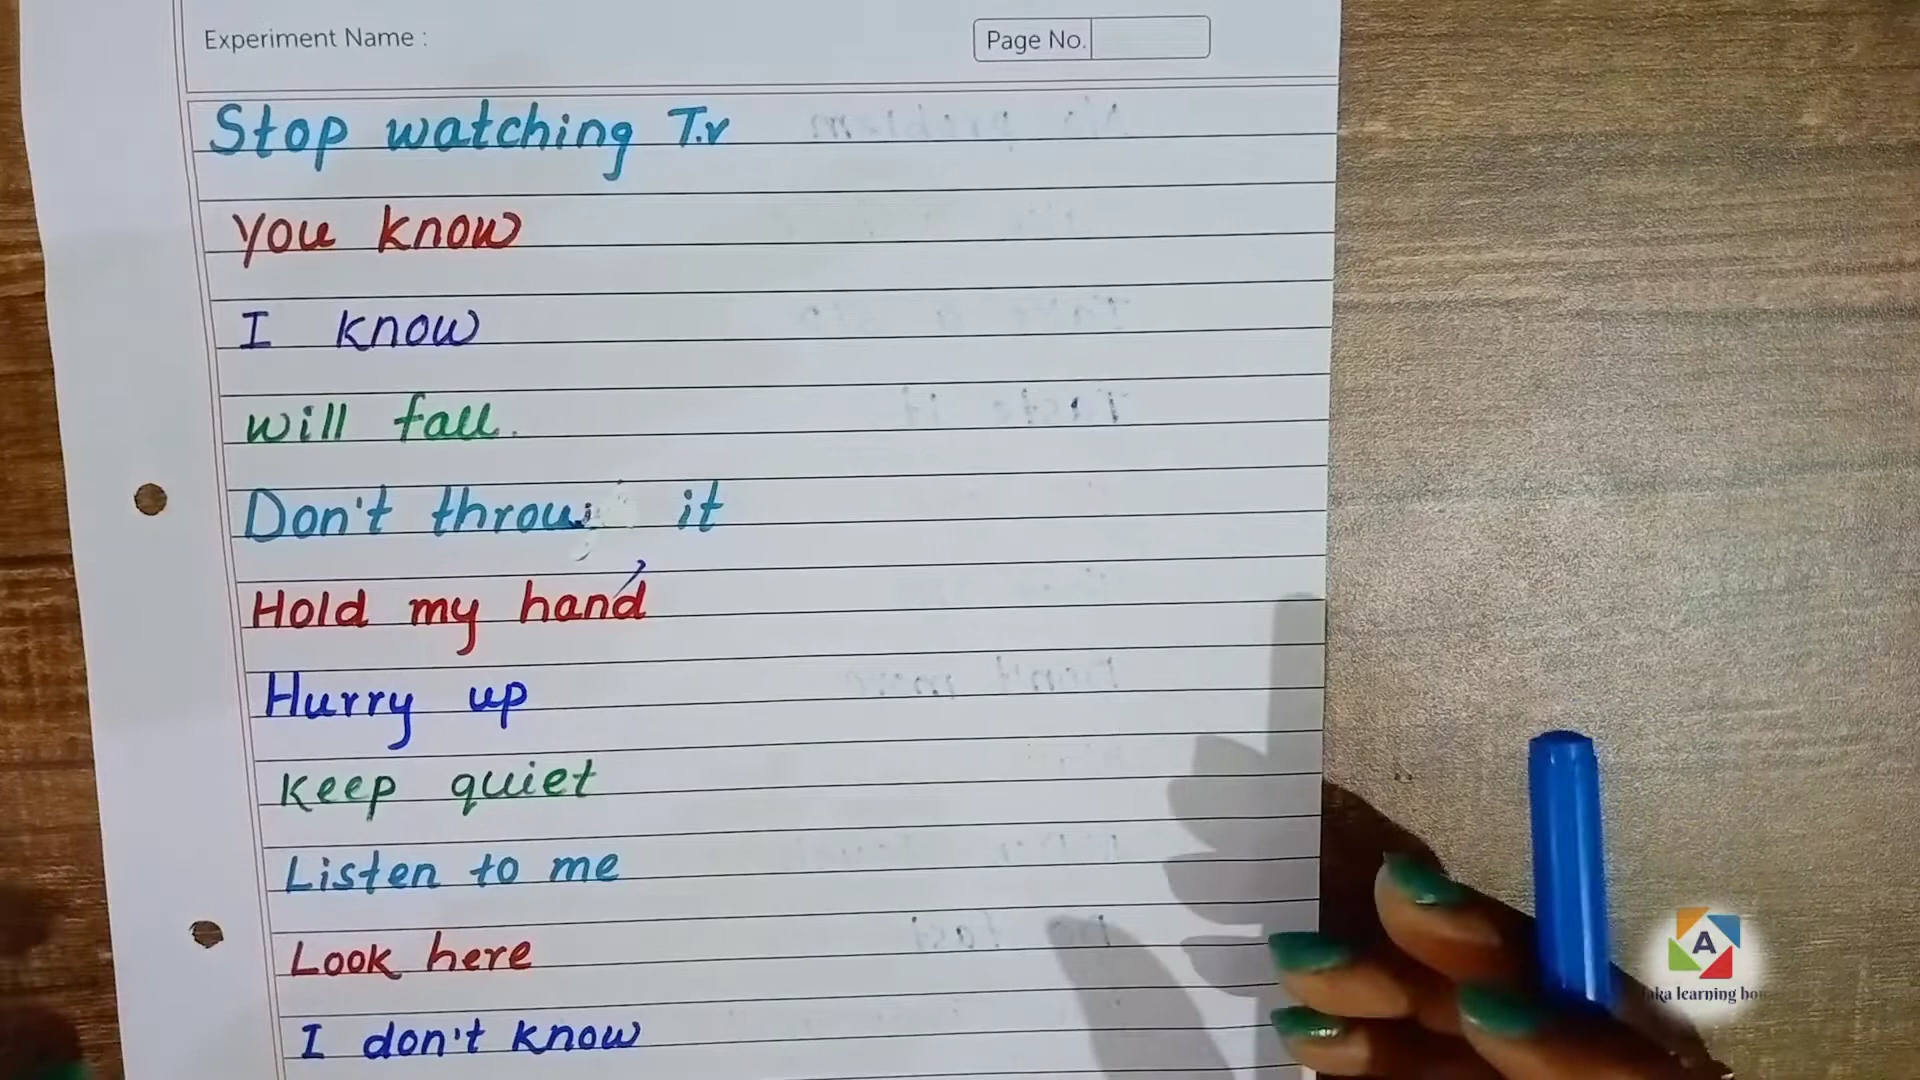 Experiment Name :
Page No.
Stop watching T.v
You know
I know
will fall.
Don't throw it
Hold my hand
Hurry up
Keep quiet
Listen to me
Look here
I don't know
A
learning